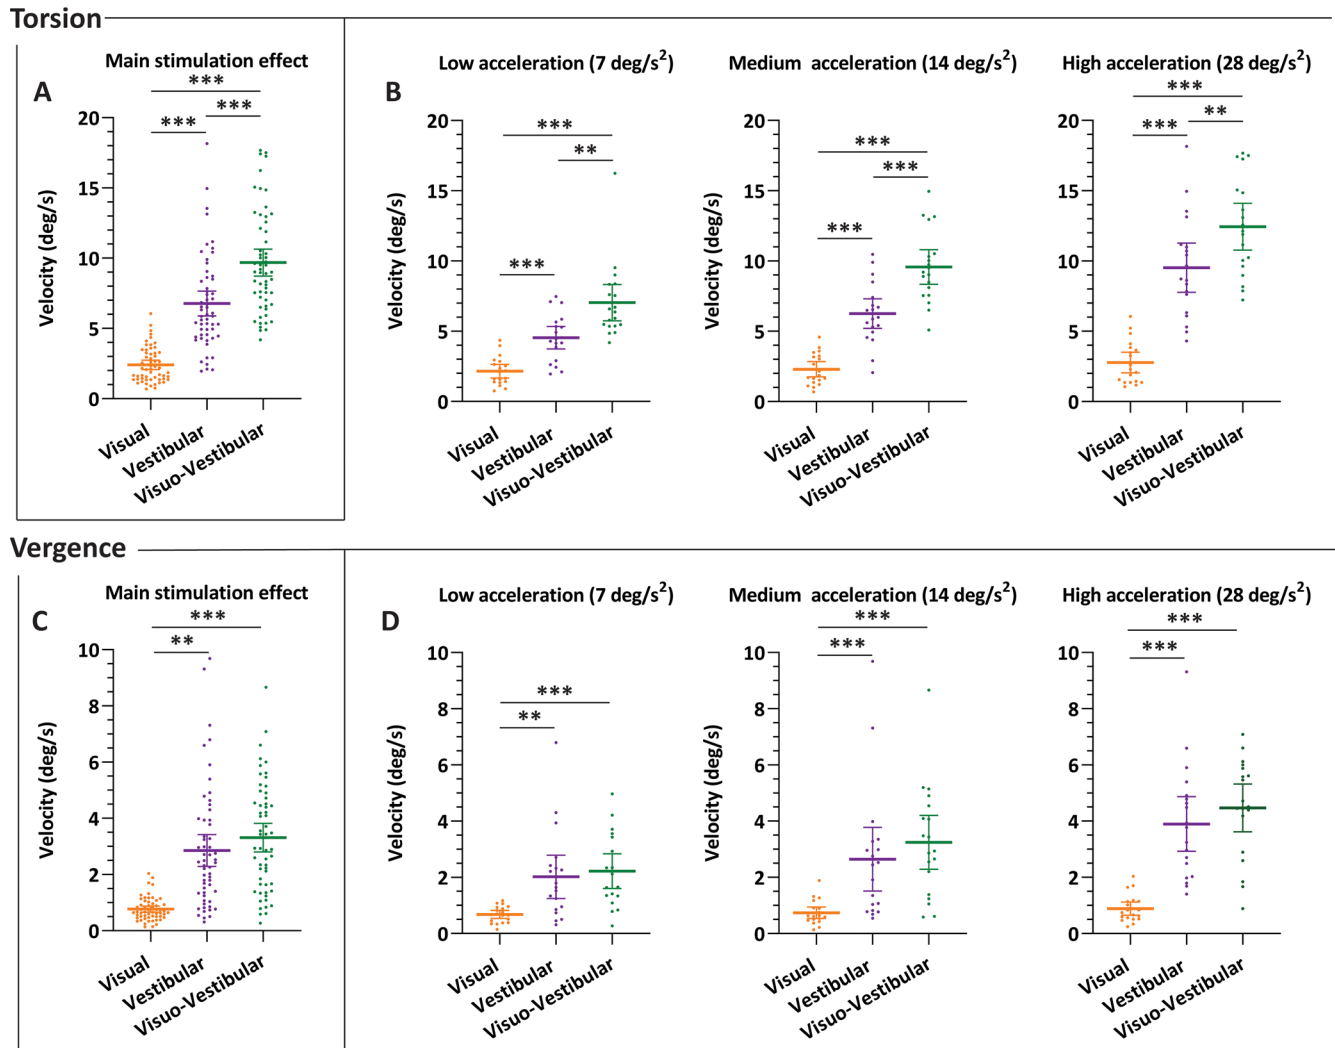 Torsion
Main stimulation effect
A
***
***
***
Velocity (deg/s)
20
15
10
5
0
Visual
Vestibular
Visuo-Vestibular
B
Low acceleration (7 deg/s²)
***
**
***
Velocity (deg/s)
20
15
10
5
0
Visual
Vestibular
Visuo-Vestibular
Medium acceleration (14 deg/s²)
***
***
***
Velocity (deg/s)
20
15
10
5
0
Visual
Vestibular
Visuo-Vestibular
High acceleration (28 deg/s²)
***
**
***
20
15
10
5
0
Visual
Vestibular
Visuo-Vestibular
Vergence
Main stimulation effect
C
***
**
Velocity (deg/s)
10
8
6
4
2
0
Visual
Vestibular
Visuo-Vestibular
D
Low acceleration (7 deg/s²)
***
**
Velocity (deg/s)
10
8
6
4
2
0
Visual
Vestibular
Visuo-Vestibular
Medium acceleration (14 deg/s²)
***
***
Velocity (deg/s)
10
8
6
4
2
0
Visual
Vestibular
Visuo-Vestibular
High acceleration (28 deg/s²)
***
***
10
8
6
4
2
0
Visual
Vestibular
Visuo-Vestibular